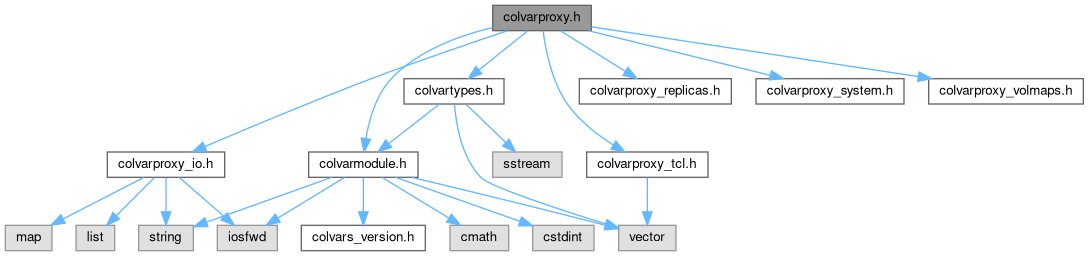 colvarproxy.h
colvartypes.h
colvarproxy_replicas.h
colvarproxy_system.h
colvarproxy_volmaps.h
colvarproxy_io.h
colvarmodule.h
sstream
colvarproxy_tcl.h
map
list
string
iosfwd
colvars_version.h
cmath
cstdint
vector